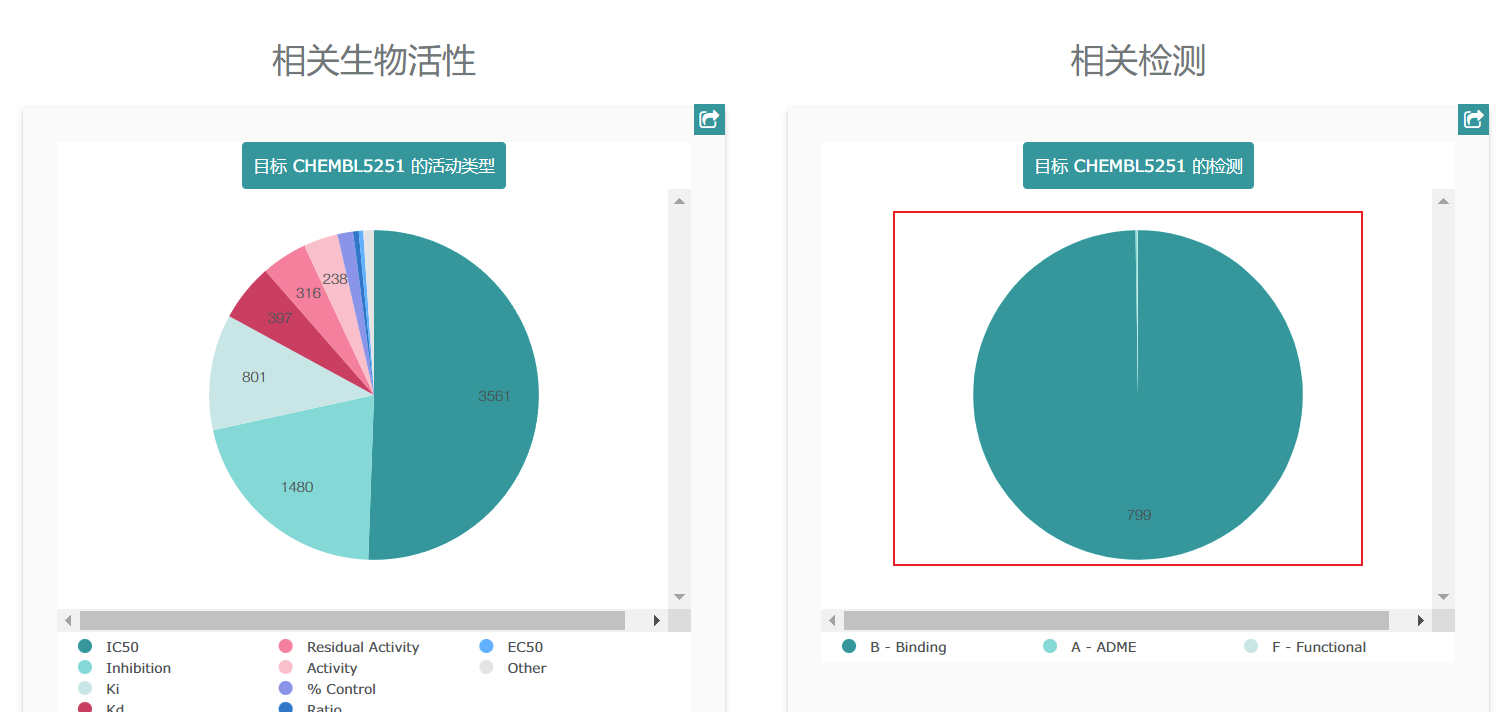 相关生物活性
目标 CHEMBL5251 的活动类型
238
316
397
801
3561
1480
IC50
Inhibition
Ki
Kd
Residual Activity
Activity
% Control
Ratio
EC50
Other
相关检测
目标 CHEMBL5251 的检测
799
B - Binding
A - ADME
F - Functional